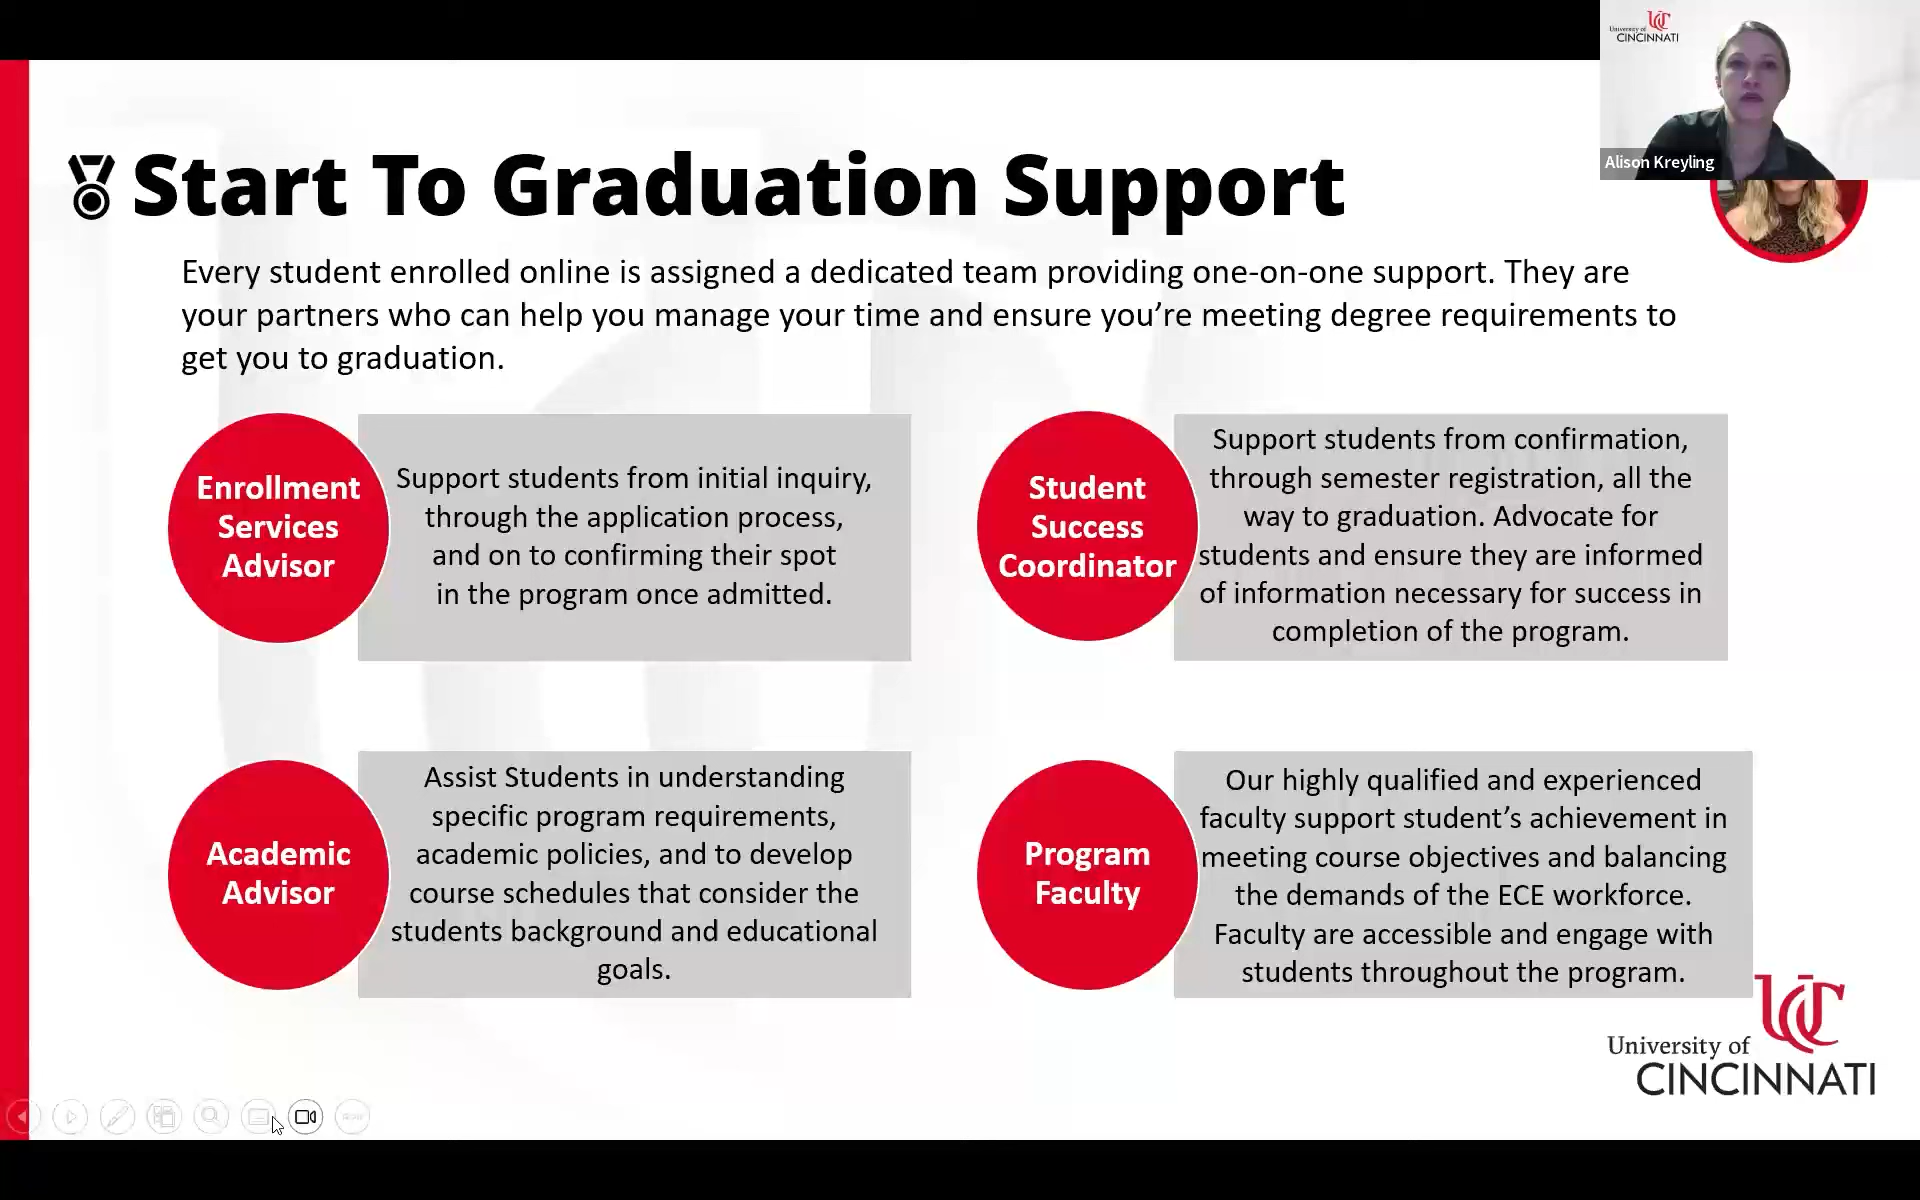 University of
CINCINNATI
Alison Kreyling
Start To Graduation Support
Every student enrolled online is assigned a dedicated team providing one-on-one support. They are
your partners who can help you manage your time and ensure you’re meeting degree requirements to
get you to graduation.
Enrollment
Services
Advisor
Support students from initial inquiry,
through the application process,
and on to confirming their spot
in the program once admitted.
Student
Success
Coordinator
Support students from confirmation,
through semester registration, all the
way to graduation. Advocate for
students and ensure they are informed
of information necessary for success in
completion of the program.
Academic
Advisor
Assist Students in understanding
specific program requirements,
academic policies, and to develop
course schedules that consider the
students background and educational
goals.
Program
Faculty
Our highly qualified and experienced
faculty support student’s achievement in
meeting course objectives and balancing
the demands of the ECE workforce.
Faculty are accessible and engage with
students throughout the program.
University of
CINCINNATI